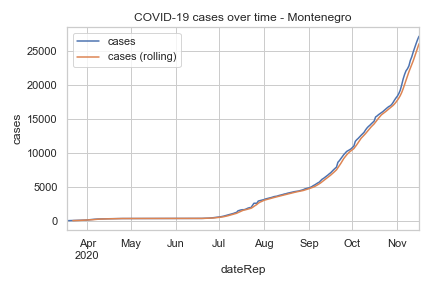 COVID-19 cases over time - Montenegro
cases
cases (rolling)
25000
20000
15000
10000
5000
0
cases
Apr
2020
May
Jun
Jul
Aug
Sep
Oct
Nov
dateRep